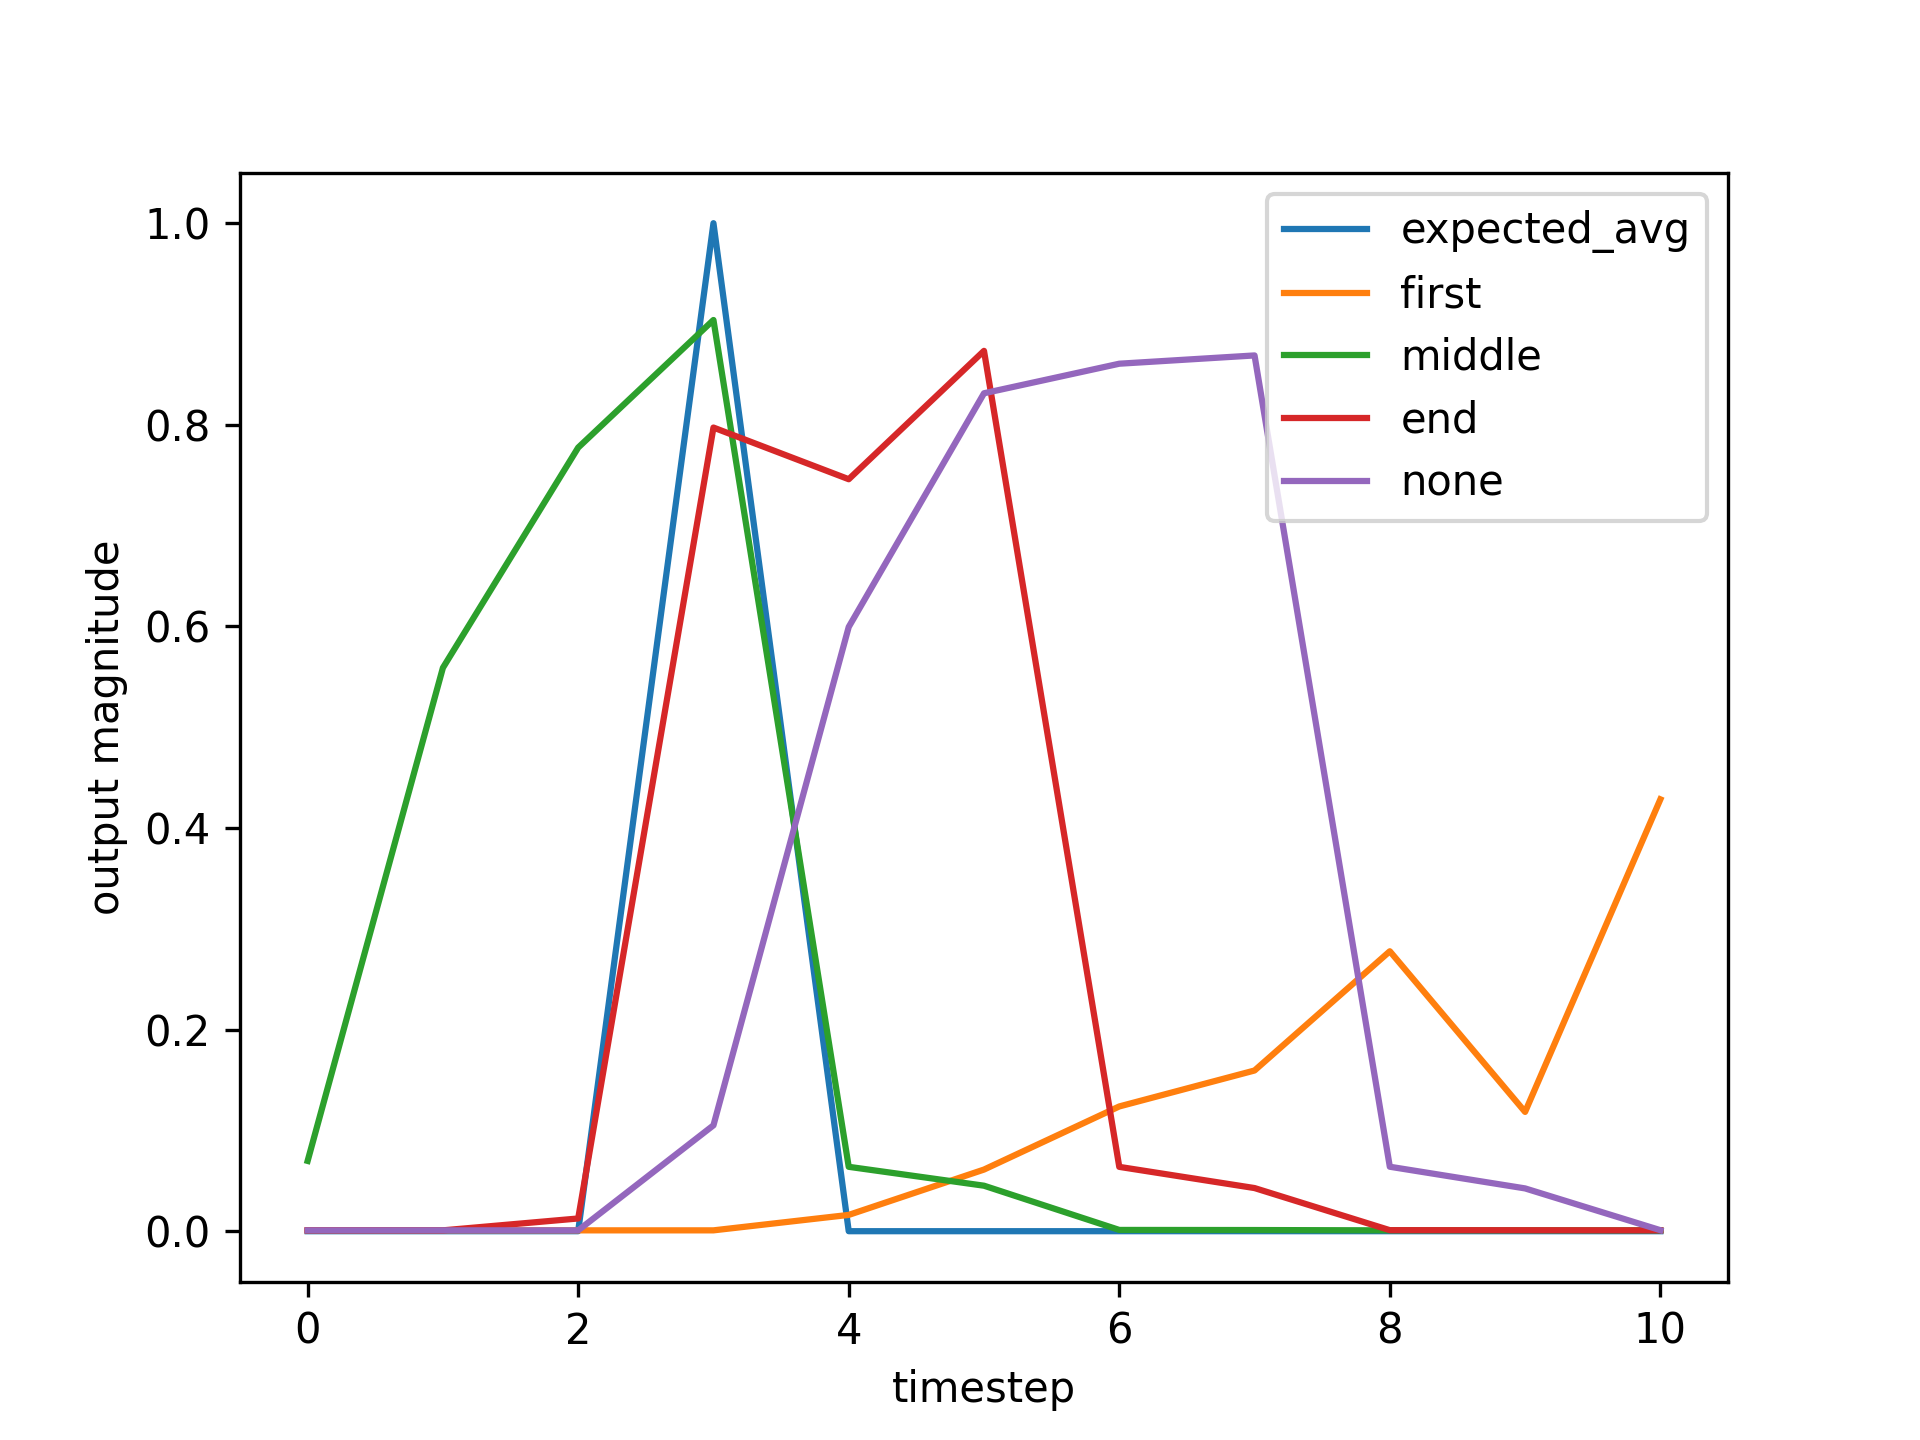 1.0
0.8
0.6
0.4
0.2
0.0
output magnitude
0 2 4 6 8 10
timestep
expected_avg
first
middle
end
none